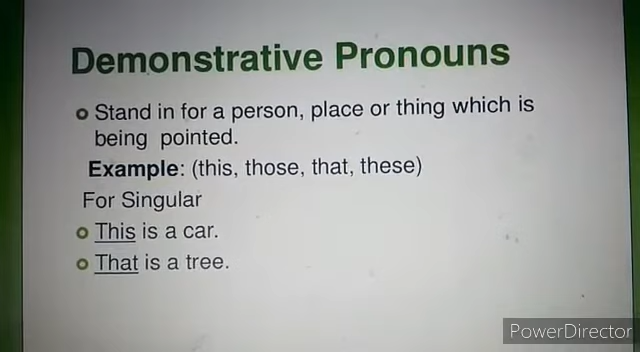 Demonstrative Pronouns
Stand in for a person, place or thing which is
being pointed.
Example: (this, those, that, these)
For Singular
This is a car.
That is a tree.
PowerDirector